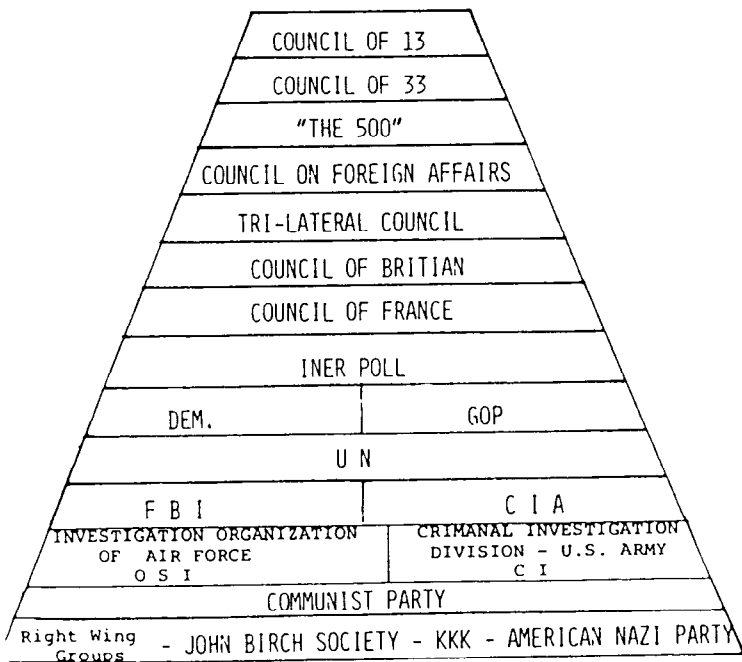 COUNCIL OF 13
COUNCIL OF 33
"THE 500"
COUNCIL ON FOREIGN AFFAIRS
TRI-LATERAL COUNCIL
COUNCIL OF BRITIAN
COUNCIL OF FRANCE
INER POLL
DEM. GOP
U N
F B I C I A
INVESTIGATION ORGANIZATION
OF AIR FORCE
O S I
CRIMANAL INVESTIGATION
DIVISION - U.S. ARMY
C I
COMMUNIST PARTY
Right Wing
Groups - JOHN BIRCH SOCIETY - KKK - AMERICAN NAZI PARTY